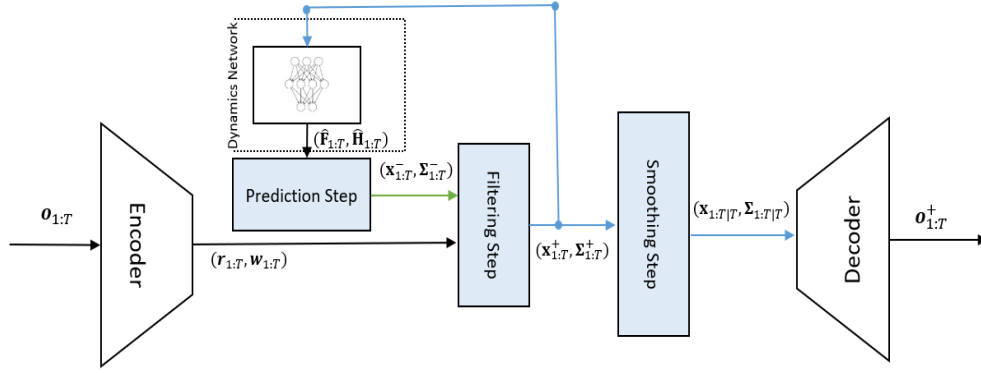 Dynamics Network
(F̂₁:T, Ĥ₁:T)
Prediction Step
(x⁻₁:T, Σ⁻₁:T)
Filtering Step
Smoothing Step
Encoder
Decoder
o₁:T
(r₁:T, w₁:T)
(x⁺₁:T, Σ⁺₁:T)
(x₁:T|T, Σ₁:T|T)
o⁺₁:T